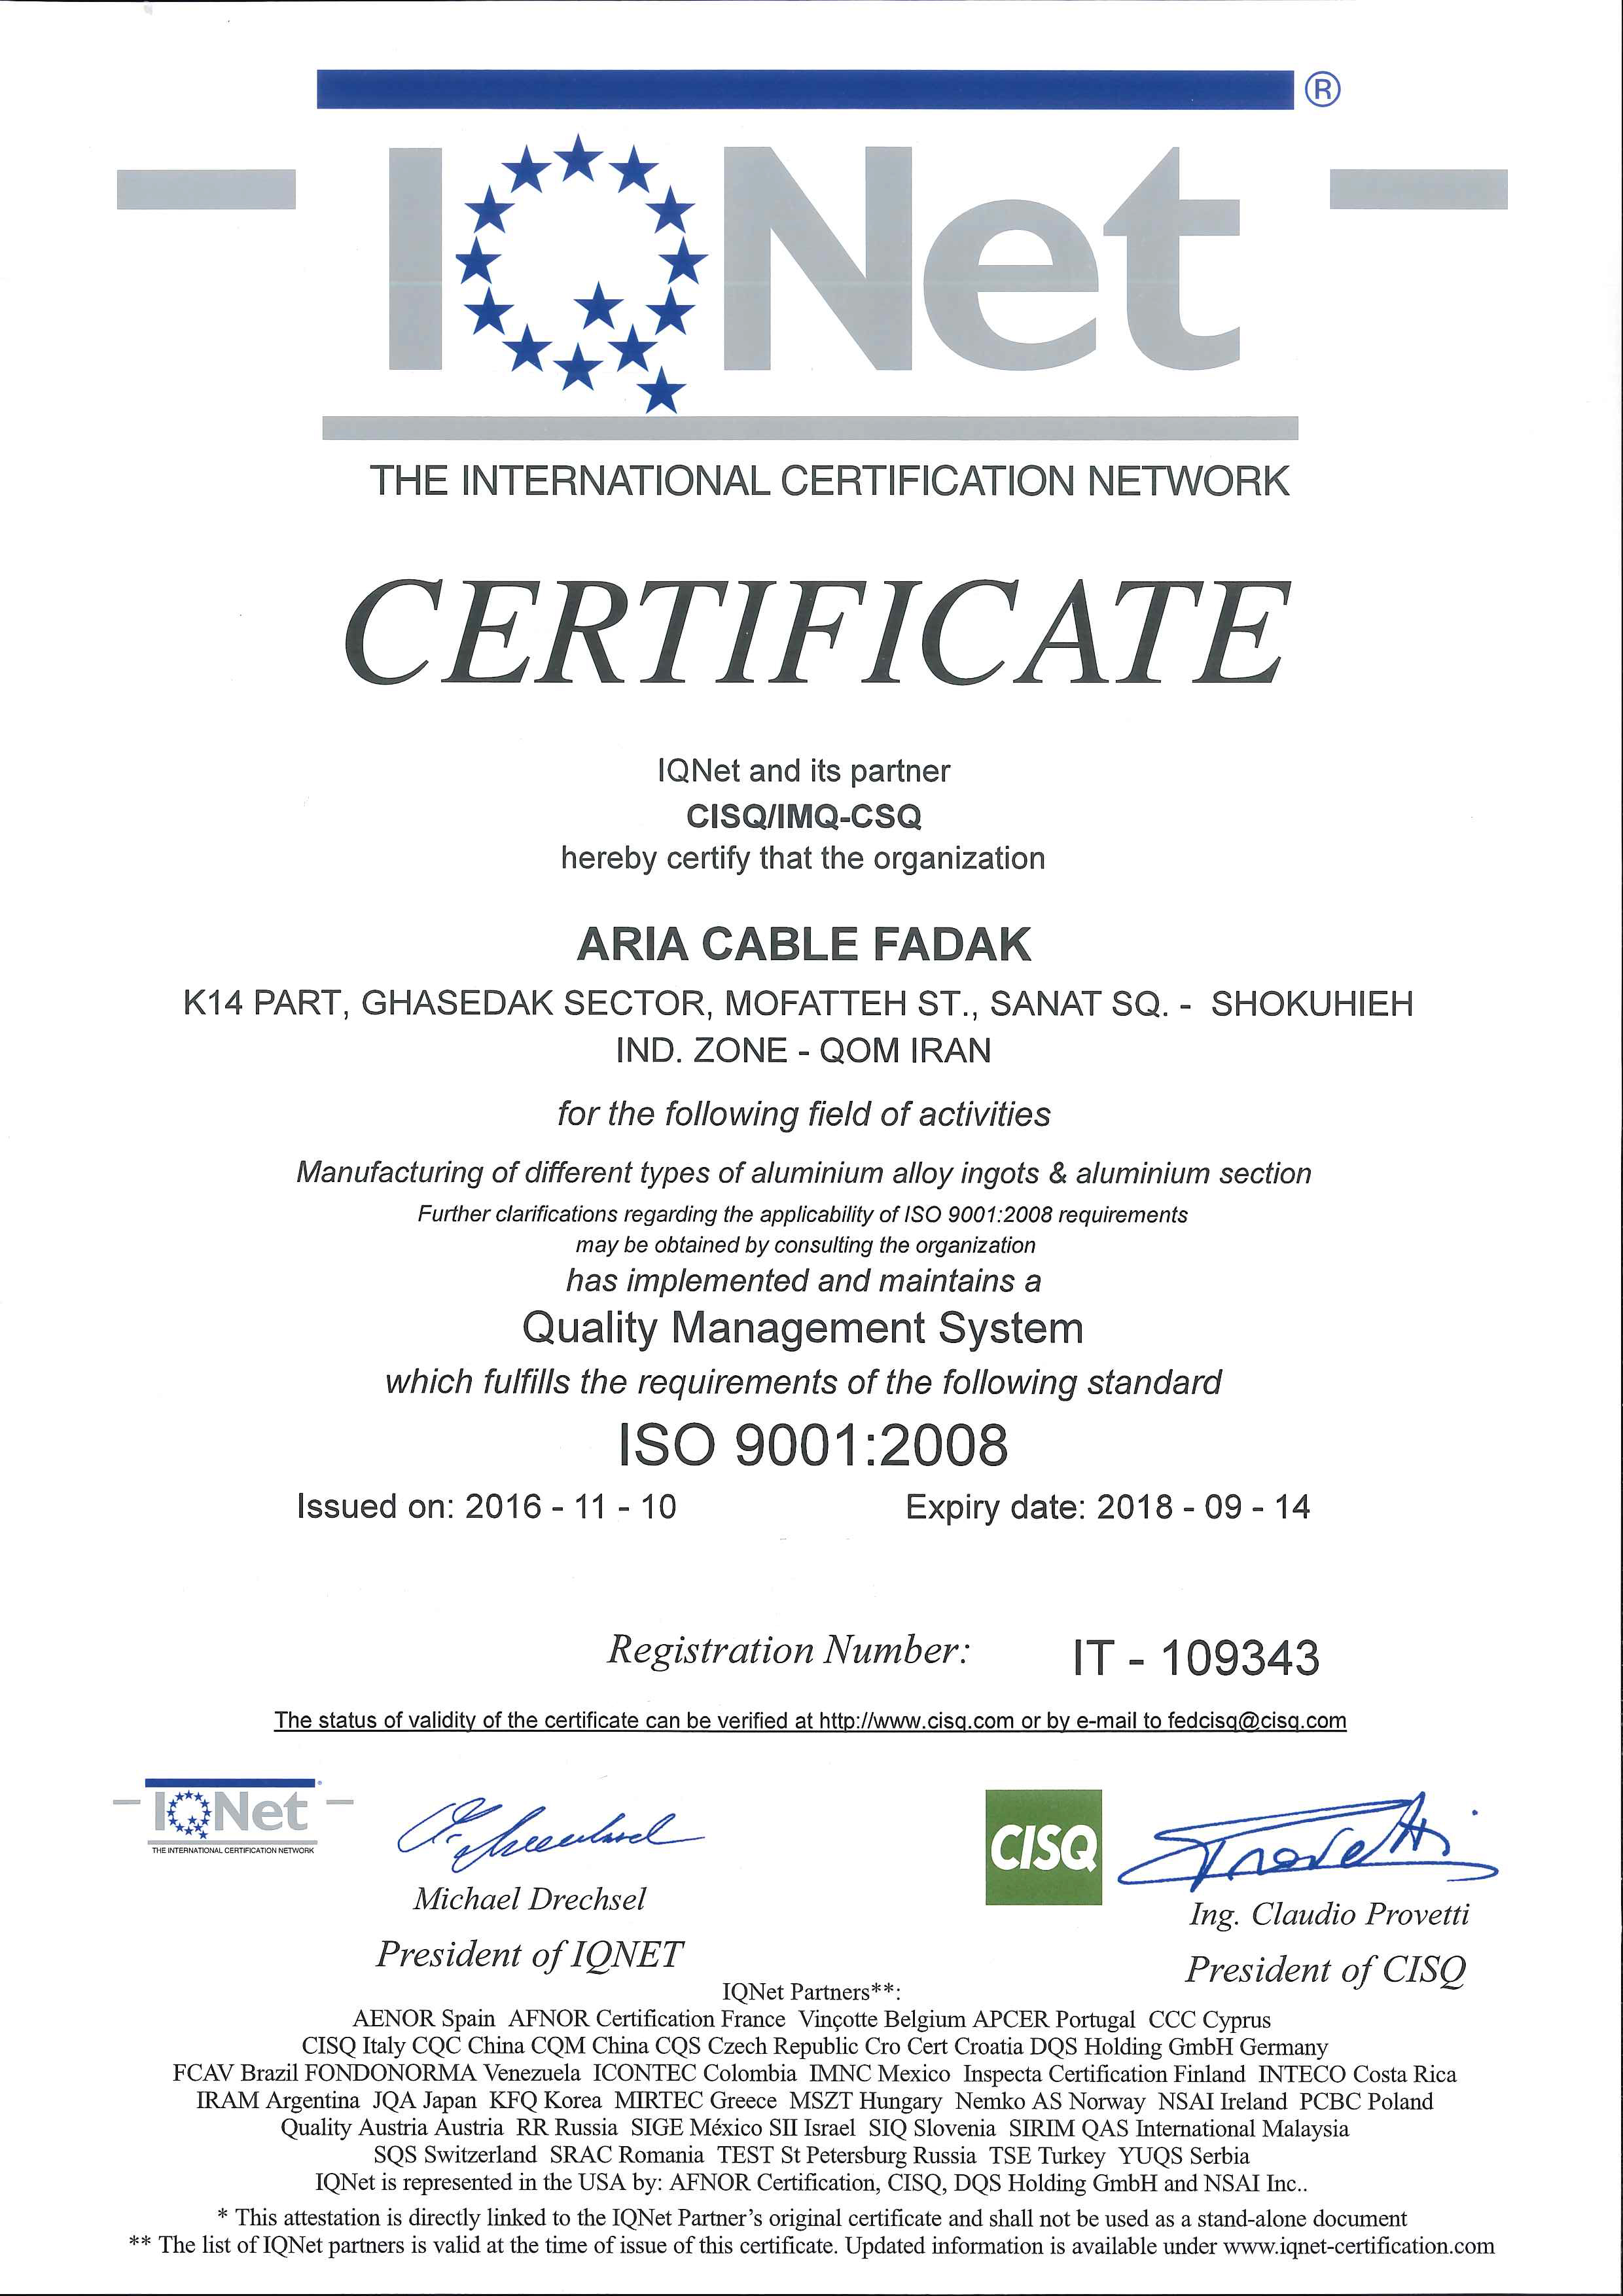 ®
IQNet
THE INTERNATIONAL CERTIFICATION NETWORK
CERTIFICATE
IQNet and its partner
CISQ/IMQ-CSQ
hereby certify that the organization
ARIA CABLE FADAK
K14 PART, GHASEDAK SECTOR, MOFATTEH ST., SANAT SQ. - SHOKUHIEH
IND. ZONE - QOM IRAN
for the following field of activities
Manufacturing of different types of aluminium alloy ingots & aluminium section
Further clarifications regarding the applicability of ISO 9001:2008 requirements
may be obtained by consulting the organization
has implemented and maintains a
Quality Management System
which fulfills the requirements of the following standard
ISO 9001:2008
Issued on: 2016 - 11 - 10 Expiry date: 2018 - 09 - 14
Registration Number: IT - 109343
The status of validity of the certificate can be verified at http://www.cisq.com or by e-mail to fedcisq@cisq.com
IQNet
THE INTERNATIONAL CERTIFICATION NETWORK
Michael Drechsel
President of IQNET
CISQ
Provetti
Ing. Claudio Provetti
President of CISQ
IQNet Partners**:
AENOR Spain AFNOR Certification France Vinçotte Belgium APCER Portugal CCC Cyprus
CISQ Italy CQC China CQM China CQS Czech Republic Cro Cert Croatia DQS Holding GmbH Germany
FCAV Brazil FONDONORMA Venezuela ICONTEC Colombia IMNC Mexico Inspecta Certification Finland INTECO Costa Rica
IRAM Argentina JQA Japan KFQ Korea MIRTEC Greece MSZT Hungary Nemko AS Norway NSAI Ireland PCBC Poland
Quality Austria Austria RR Russia SIGE México SII Israel SIQ Slovenia SIRIM QAS International Malaysia
SQS Switzerland SRAC Romania TEST St Petersburg Russia TSE Turkey YUQS Serbia
IQNet is represented in the USA by: AFNOR Certification, CISQ, DQS Holding GmbH and NSAI Inc..
* This attestation is directly linked to the IQNet Partner's original certificate and shall not be used as a stand-alone document
** The list of IQNet partners is valid at the time of issue of this certificate. Updated information is available under www.iqnet-certification.com